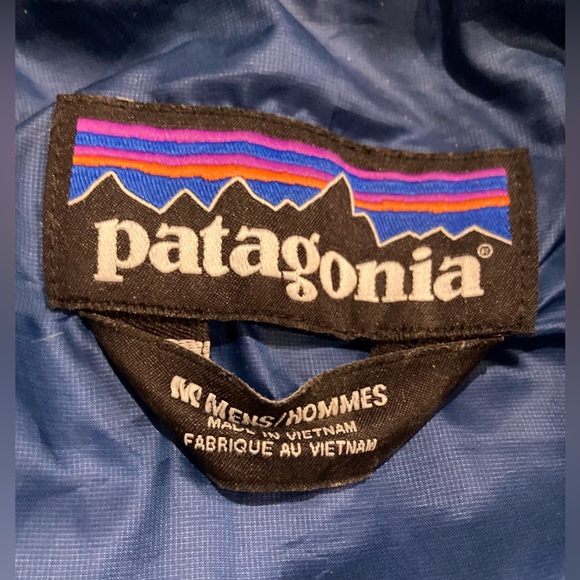 patagonia®
M MENS/HOMMES
MADE IN VIETNAM
FABRIQUE AU VIETNAM